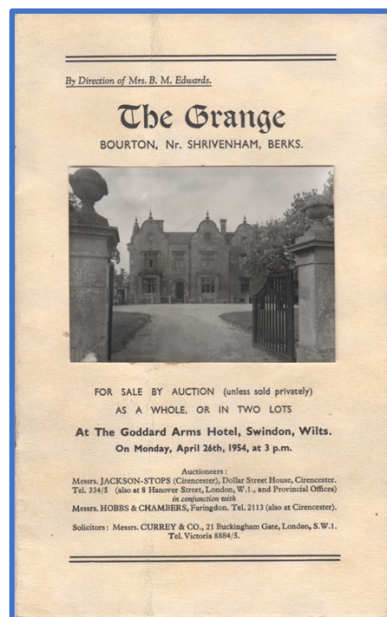 By Direction of Mrs. B. M. Edwards.
The Grange
BOURTON, Nr. SHRIVENHAM, BERKS.
FOR SALE BY AUCTION (unless sold privately)
AS A WHOLE, OR IN TWO LOTS
At The Goddard Arms Hotel, Swindon, Wilts.
On Monday, April 26th, 1954, at 3 p.m.
Auctioneers :
Messrs. JACKSON-STOPS (Cirencester), Dollar Street House, Cirencester.
Tel. 334/5 (also at 8 Hanover Street, London, W.1., and Provincial Offices)
in conjunction with
Messrs. HOBBS & CHAMBERS, Faringdon. Tel. 2113 (also at Cirencester).
Solicitors : Messrs. CURREY & CO., 21 Buckingham Gate, London, S.W.1.
Tel. Victoria 8884/5.